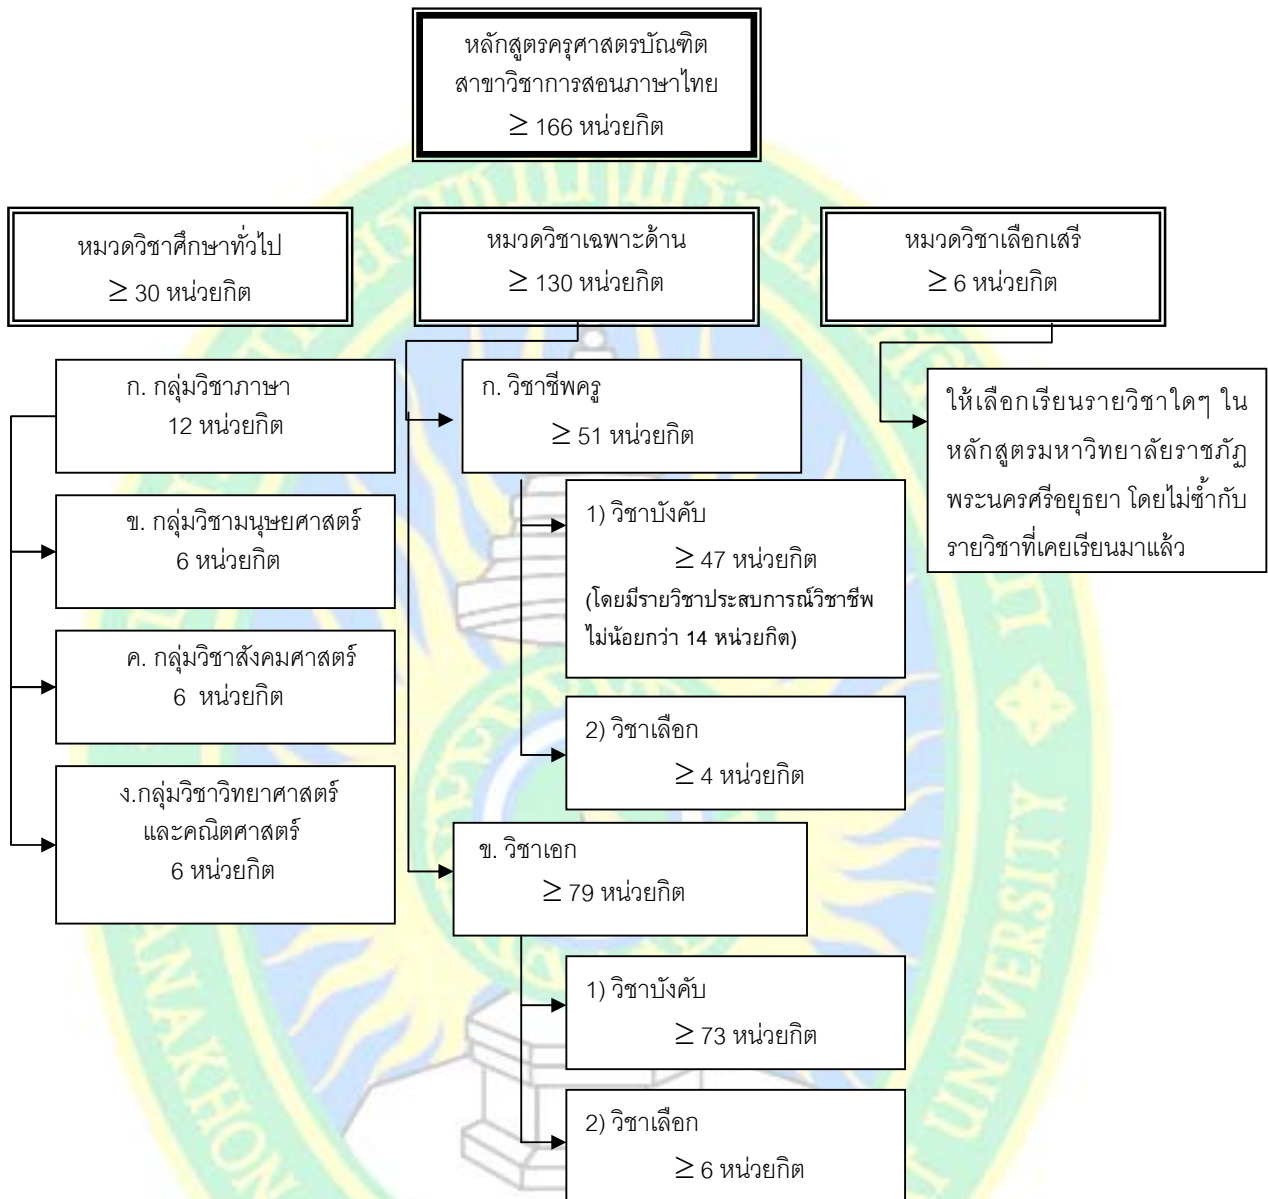 หลักสูตรครุศาสตรบัณฑิต
สาขาวิชาการสอนภาษาไทย
≥ 166 หน่วยกิต
หมวดวิชาศึกษาทั่วไป
≥ 30 หน่วยกิต
หมวดวิชาเฉพาะด้าน
≥ 130 หน่วยกิต
หมวดวิชาเลือกเสรี
≥ 6 หน่วยกิต
ก. กลุ่มวิชาภาษา
12 หน่วยกิต
ข. กลุ่มวิชามนุษยศาสตร์
6 หน่วยกิต
ค. กลุ่มวิชาสังคมศาสตร์
6 หน่วยกิต
ง.กลุ่มวิชาวิทยาศาสตร์
และคณิตศาสตร์
6 หน่วยกิต
ก. วิชาชีพครู
≥ 51 หน่วยกิต
1) วิชาบังคับ
≥ 47 หน่วยกิต
(โดยมีรายวิชาประสบการณ์วิชาชีพ
ไม่น้อยกว่า 14 หน่วยกิต)
2) วิชาเลือก
≥ 4 หน่วยกิต
ข. วิชาเอก
≥ 79 หน่วยกิต
1) วิชาบังคับ
≥ 73 หน่วยกิต
2) วิชาเลือก
≥ 6 หน่วยกิต
ให้เลือกเรียนรายวิชาใดๆ ใน
หลักสูตรมหาวิทยาลัยราชภัฏ
พระนครศรีอยุธยา โดยไม่ซ้ำกับ
รายวิชาที่เคยเรียนมาแล้ว
ANAKHON
UNIVERSITY